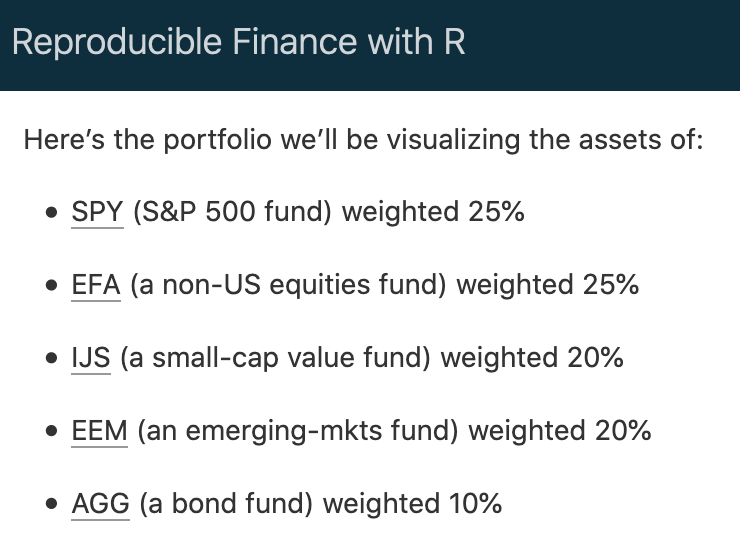 Reproducible Finance with R
Here’s the portfolio we’ll be visualizing the assets of:
• SPY (S&P 500 fund) weighted 25%
• EFA (a non-US equities fund) weighted 25%
• IJS (a small-cap value fund) weighted 20%
• EEM (an emerging-mkts fund) weighted 20%
• AGG (a bond fund) weighted 10%